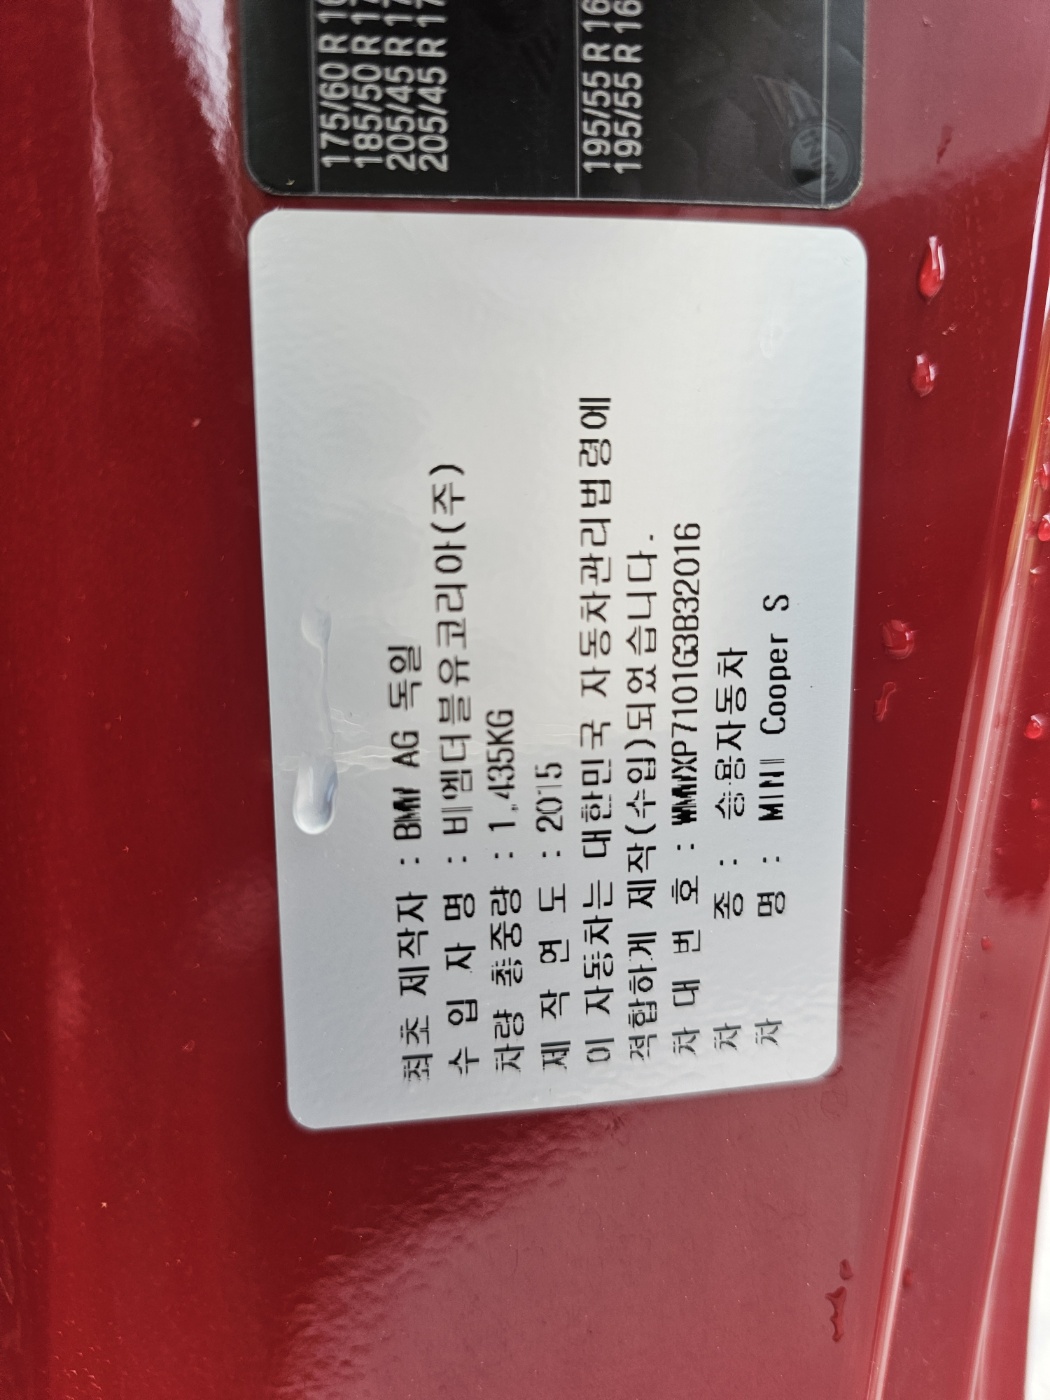 175/60 R 16
185/50 R 17
205/45 R 17
205/45 R 17
195/55 R 16
195/55 R 16
최초 제작자 : BMW AG 독일
수 입 자 명 : 비엠더블유코리아(주)
차량 총중량 : 1,435KG
제 작 연 도 : 2015
이 자동차는 대한민국 자동차관리법령에
적합하게 제작(수입)되었습니다.
차 대 번 호 : WMWXP7101G3B32016
차 종 : 승용자동차
차 명 : MINI Cooper S